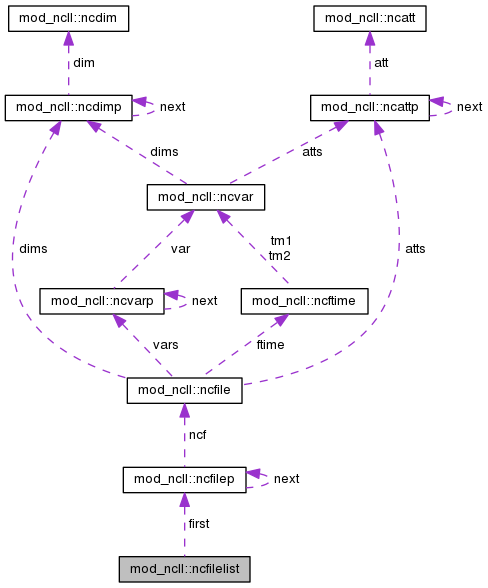 mod_ncll::ncdim
mod_ncll::ncatt
dim
att
mod_ncll::ncdimp
next
mod_ncll::ncattp
next
dims
atts
mod_ncll::ncvar
dims
var
tm1
tm2
atts
mod_ncll::ncvarp
next
mod_ncll::ncftime
vars
ftime
mod_ncll::ncfile
ncf
mod_ncll::ncfilep
next
first
mod_ncll::ncfilelist